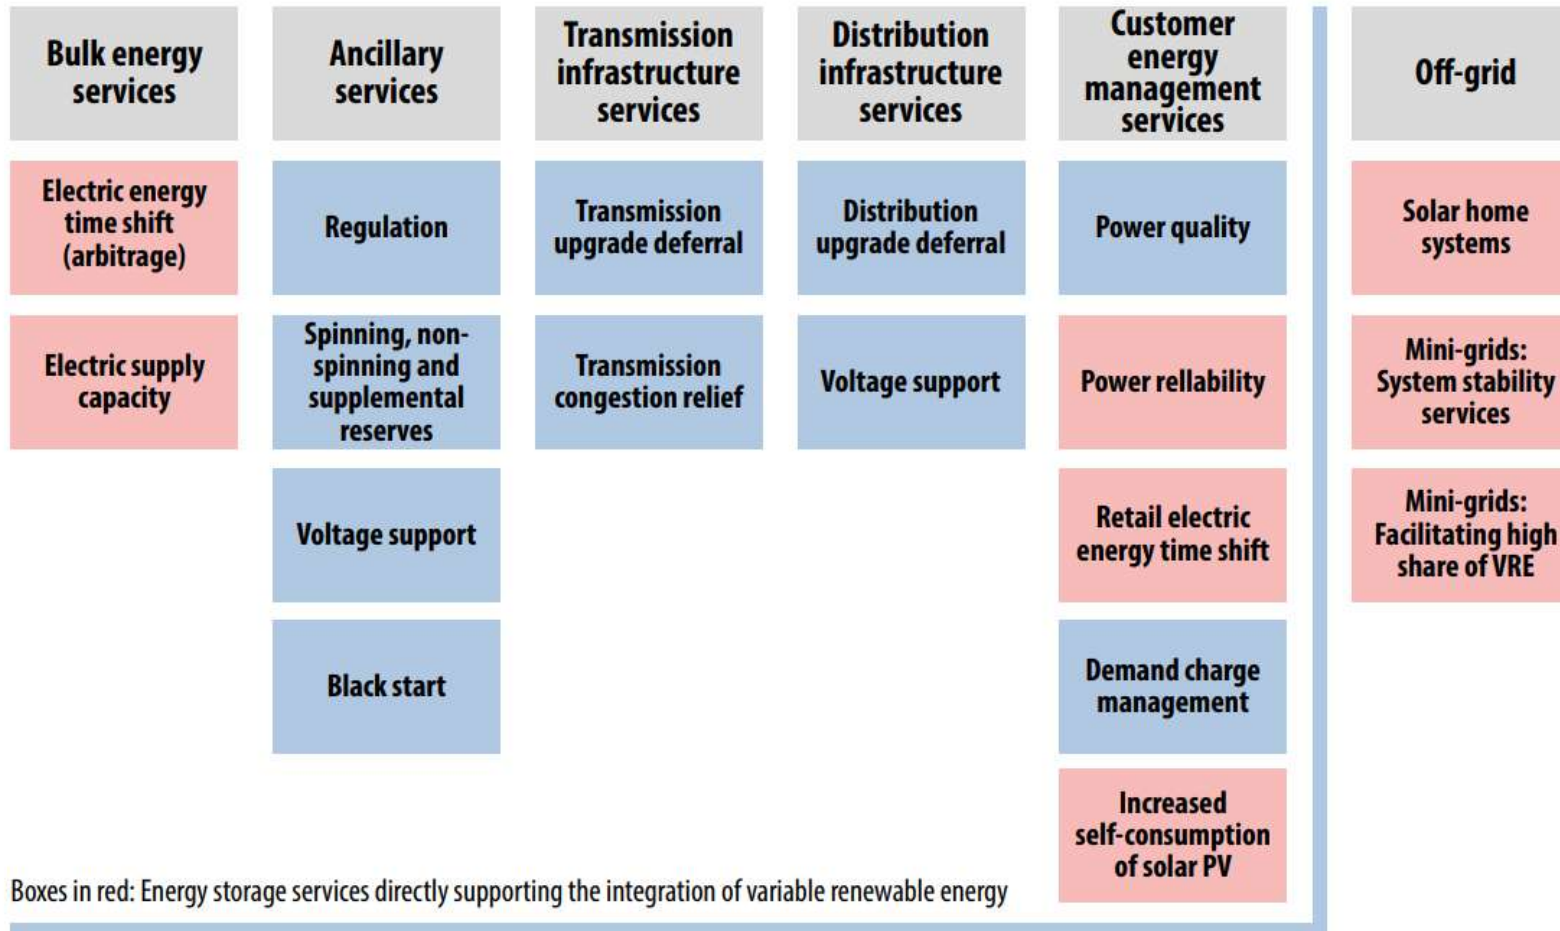 Bulk energy
services
Electric energy
time shift
(arbitrage)
Electric supply
capacity
Ancillary
services
Regulation
Spinning, non-
spinning and
supplemental
reserves
Voltage support
Black start
Transmission
infrastructure
services
Transmission
upgrade deferral
Transmission
congestion relief
Distribution
infrastructure
services
Distribution
upgrade deferral
Voltage support
Customer
energy
management
services
Power quality
Power rellability
Retail electric
energy time shift
Demand charge
management
Increased
self-consumption
of solar PV
Off-grid
Solar home
systems
Mini-grids:
System stability
services
Mini-grids:
Facilitating high
share of VRE
Boxes in red: Energy storage services directly supporting the integration of variable renewable energy